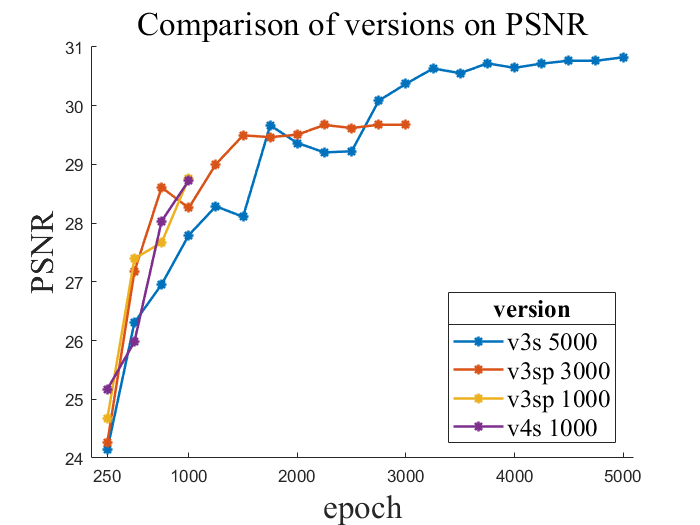 Comparison of versions on PSNR
31
30
29
28
27
26
25
24
PSNR
250
1000
2000
3000
4000
5000
epoch
version
v3s 5000
v3sp 3000
v3sp 1000
v4s 1000